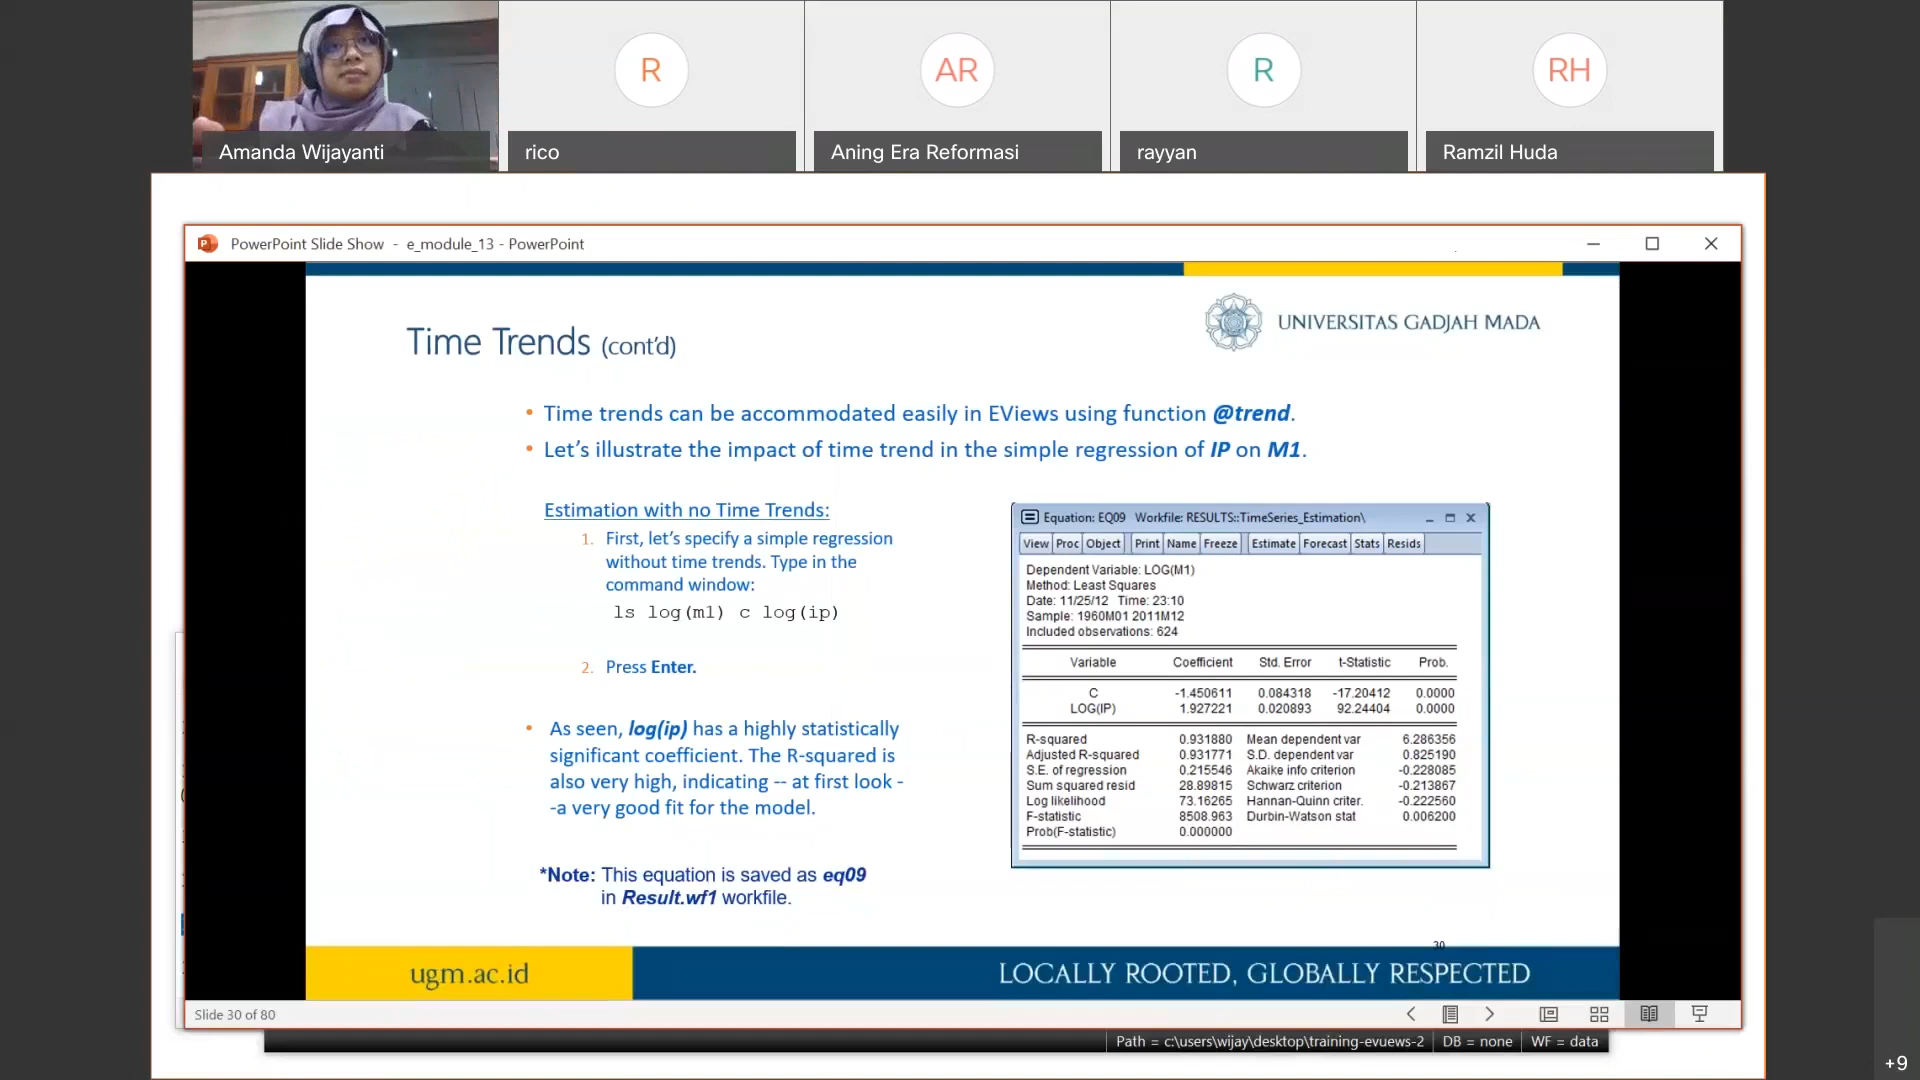 R
AR
R
RH
Amanda Wijayanti
rico
Aning Era Reformasi
rayyan
Ramzil Huda
PowerPoint Slide Show - e_module_13 - PowerPoint
UNIVERSITAS GADJAH MADA
Time Trends (cont'd)
• Time trends can be accommodated easily in EViews using function @trend.
• Let's illustrate the impact of time trend in the simple regression of IP on M1.
Estimation with no Time Trends:
1. First, let's specify a simple regression
without time trends. Type in the
command window:
ls log(m1) c log(ip)
2. Press Enter.
• As seen, log(ip) has a highly statistically
significant coefficient. The R-squared is
also very high, indicating -- at first look -
-a very good fit for the model.
*Note: This equation is saved as eq09
in Result.wf1 workfile.
Equation: EQ09 Workfile: RESULTS::TimeSeries_Estimation\
View Proc Object Print Name Freeze Estimate Forecast Stats Resids
Dependent Variable: LOG(M1)
Method: Least Squares
Date: 11/25/12 Time: 23:10
Sample: 1960M01 2011M12
Included observations: 624
Variable Coefficient Std. Error t-Statistic Prob.
C -1.450611 0.084318 -17.20412 0.0000
LOG(IP) 1.927221 0.020893 92.24404 0.0000
R-squared 0.931880 Mean dependent var 6.286356
Adjusted R-squared 0.931771 S.D. dependent var 0.825190
S.E. of regression 0.215546 Akaike info criterion -0.228085
Sum squared resid 28.89815 Schwarz criterion -0.213867
Log likelihood 73.16265 Hannan-Quinn criter. -0.222560
F-statistic 8508.963 Durbin-Watson stat 0.006200
Prob(F-statistic) 0.000000
30
ugm.ac.id
LOCALLY ROOTED, GLOBALLY RESPECTED
Slide 30 of 80
Path = c:\users\wijay\desktop\training-evuews-2 DB = none WF = data
+9